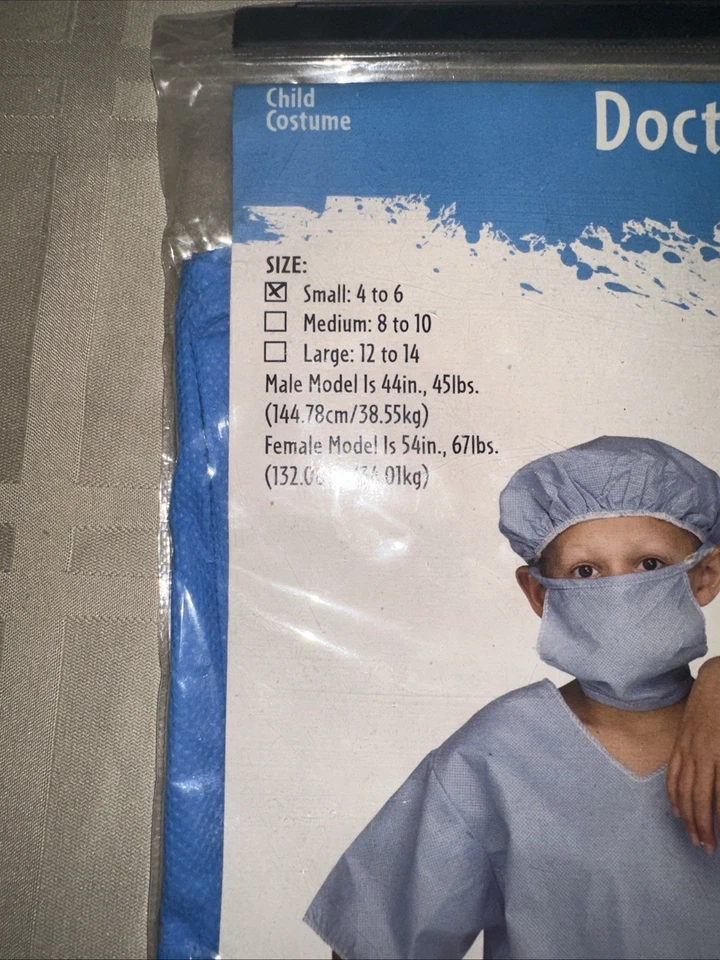 Child
Costume
Doct
SIZE:
☒ Small: 4 to 6
☐ Medium: 8 to 10
☐ Large: 12 to 14
Male Model Is 44in., 45lbs.
(144.78cm/38.55kg)
Female Model Is 54in., 67lbs.